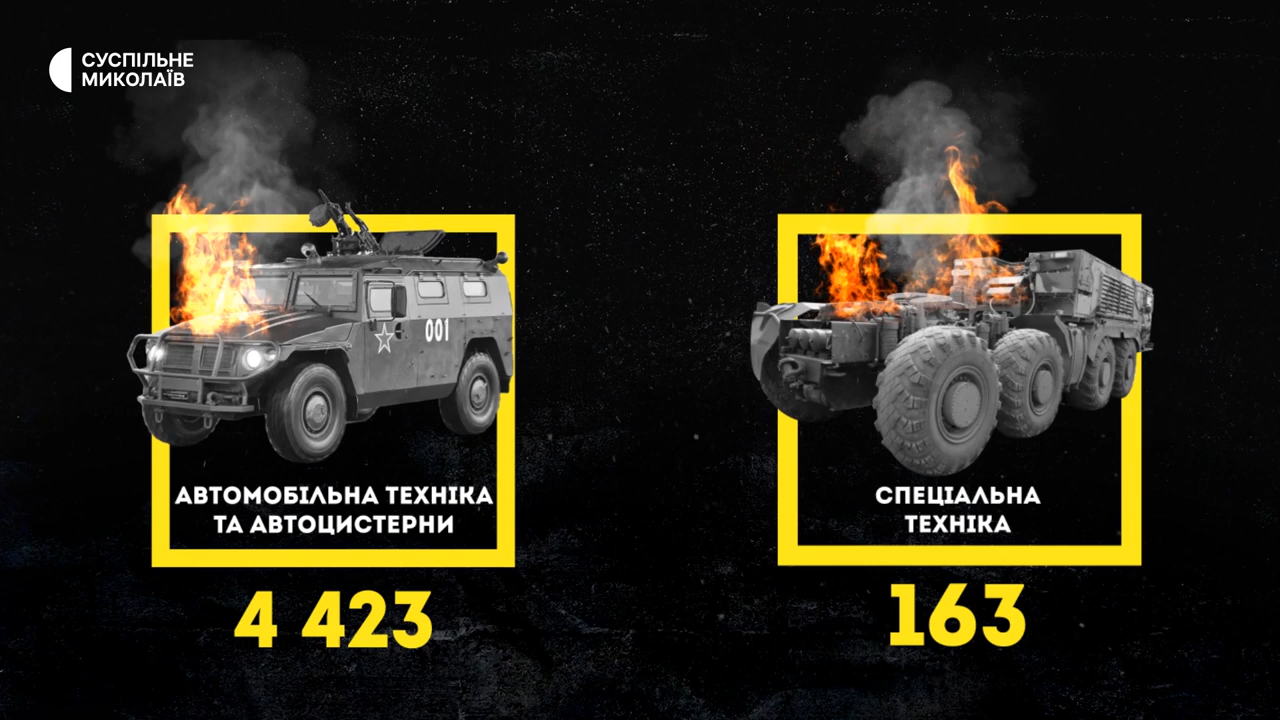 СУСПІЛЬНЕ
МИКОЛАЇВ
001
АВТОМОБІЛЬНА ТЕХНІКА
ТА АВТОЦИСТЕРНИ
4 423
СПЕЦІАЛЬНА
ТЕХНІКА
163